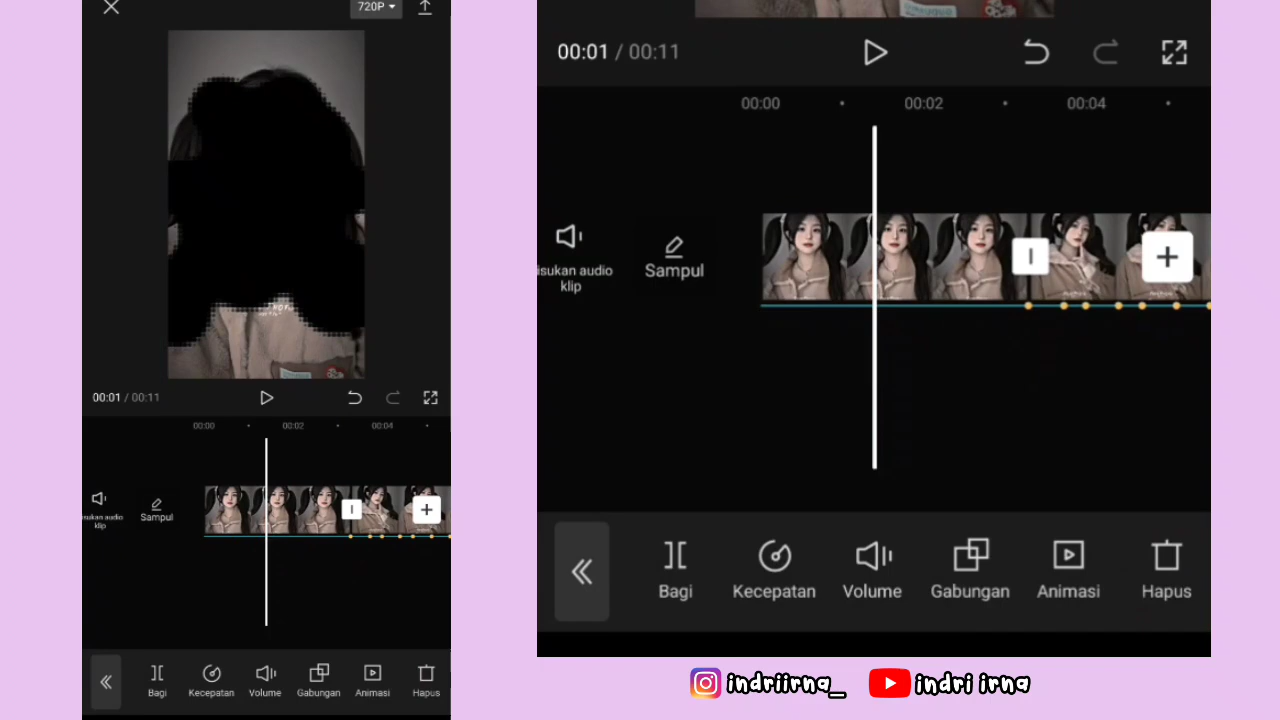 720P
00:01 / 00:11
00:00
00:02
00:04
isukan audio
klip
Sampul
Bagi
Kecepatan
Volume
Gabungan
Animasi
Hapus
00:01 / 00:11
00:00
00:02
00:04
isukan audio
klip
Sampul
Bagi
Kecepatan
Volume
Gabungan
Animasi
Hapus
indriirna_
indri irna